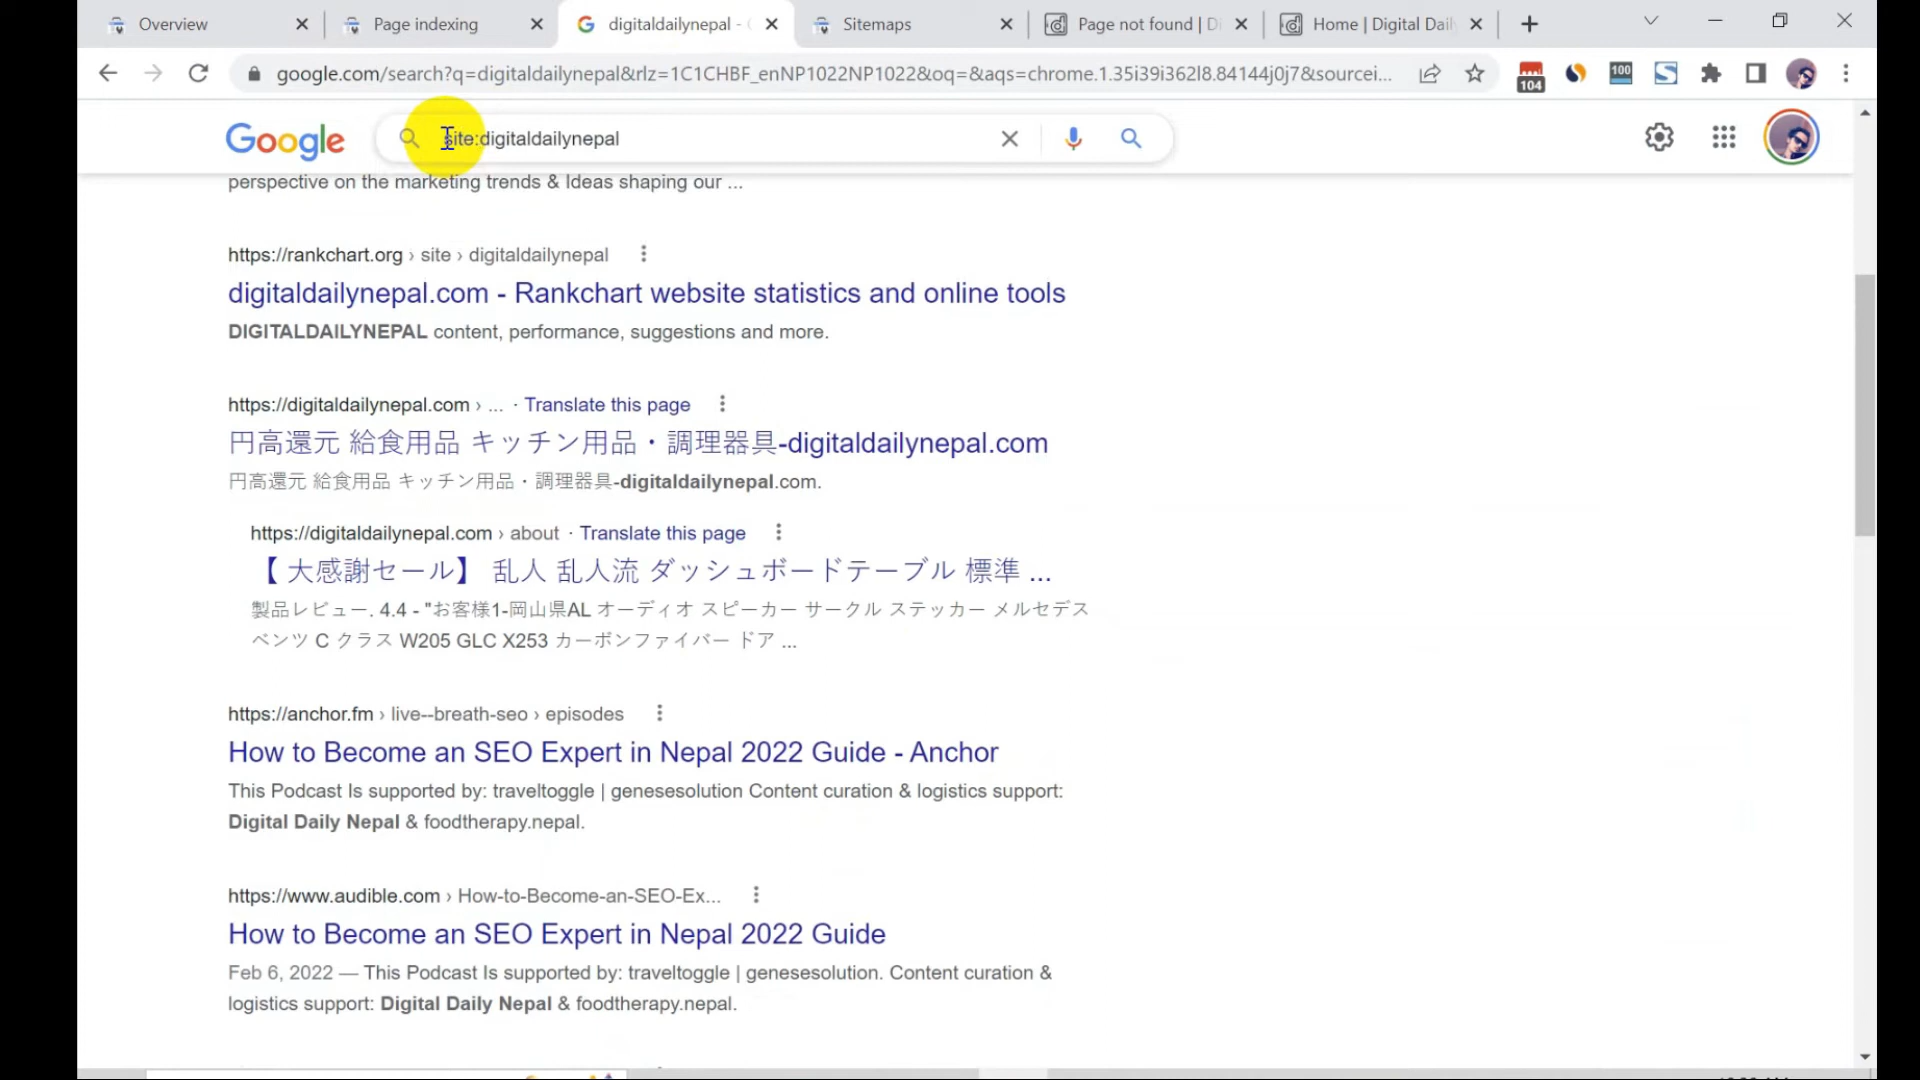 Overview
Page indexing
digitaldailynepal -
Sitemaps
Page not found | Di
Home | Digital Dail
google.com/search?q=digitaldailynepal&rlz=1C1CHBF_enNP1022NP1022&oq=&aqs=chrome.1.35i39i362l8.84144j0j7&sourcei...
104
100
Google
site:digitaldailynepal
perspective on the marketing trends & Ideas shaping our ...
https://rankchart.org › site › digitaldailynepal
digitaldailynepal.com - Rankchart website statistics and online tools
DIGITALDAILYNEPAL content, performance, suggestions and more.
https://digitaldailynepal.com › ... · Translate this page
円高還元 給食用品 キッチン用品・調理器具-digitaldailynepal.com
円高還元 給食用品 キッチン用品・調理器具-digitaldailynepal.com.
https://digitaldailynepal.com › about · Translate this page
【 大感謝セール】 乱人 乱人流 ダッシュボードテーブル 標準 ...
製品レビュー. 4.4 - "お客様1-岡山県AL オーディオ スピーカー サークル ステッカー メルセデス
ベンツ C クラス W205 GLC X253 カーボンファイバー ドア ...
https://anchor.fm › live--breath-seo › episodes
How to Become an SEO Expert in Nepal 2022 Guide - Anchor
This Podcast Is supported by: traveltoggle | genesesolution Content curation & logistics support:
Digital Daily Nepal & foodtherapy.nepal.
https://www.audible.com › How-to-Become-an-SEO-Ex...
How to Become an SEO Expert in Nepal 2022 Guide
Feb 6, 2022 — This Podcast Is supported by: traveltoggle | genesesolution. Content curation &
logistics support: Digital Daily Nepal & foodtherapy.nepal.